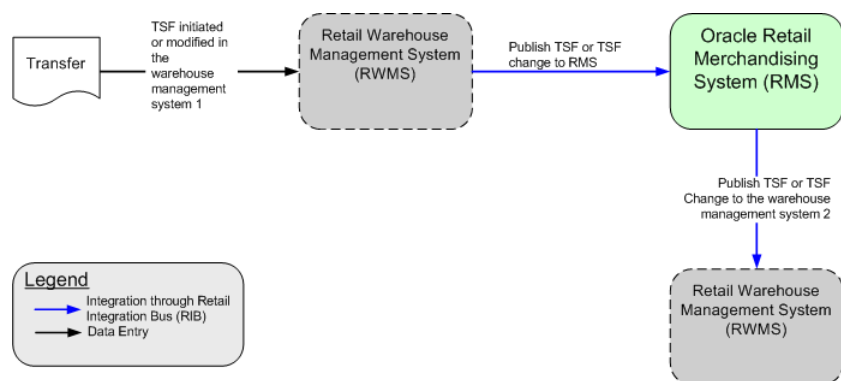 Transfer
TSF initiated
or modified in
the
warehouse
management
system 1
Retail Warehouse
Management System
(RWMS)
Publish TSF or TSF
change to RMS
Oracle Retail
Merchandising
System (RMS)
Publish TSF or TSF
Change to the warehouse
management system 2
Retail Warehouse
Management System
(RWMS)
Legend
Integration through Retail
Integration Bus (RIB)
Data Entry